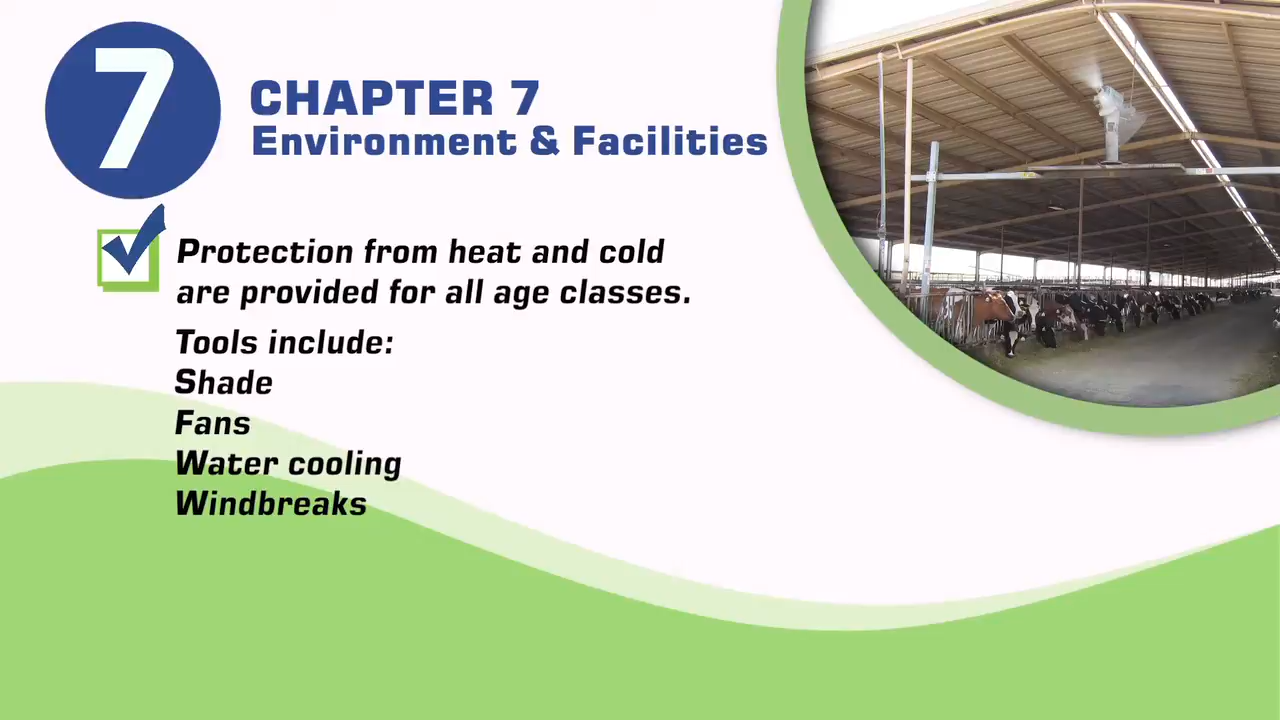 7
CHAPTER 7
Environment & Facilities
Protection from heat and cold
are provided for all age classes.
Tools include:
Shade
Fans
Water cooling
Windbreaks